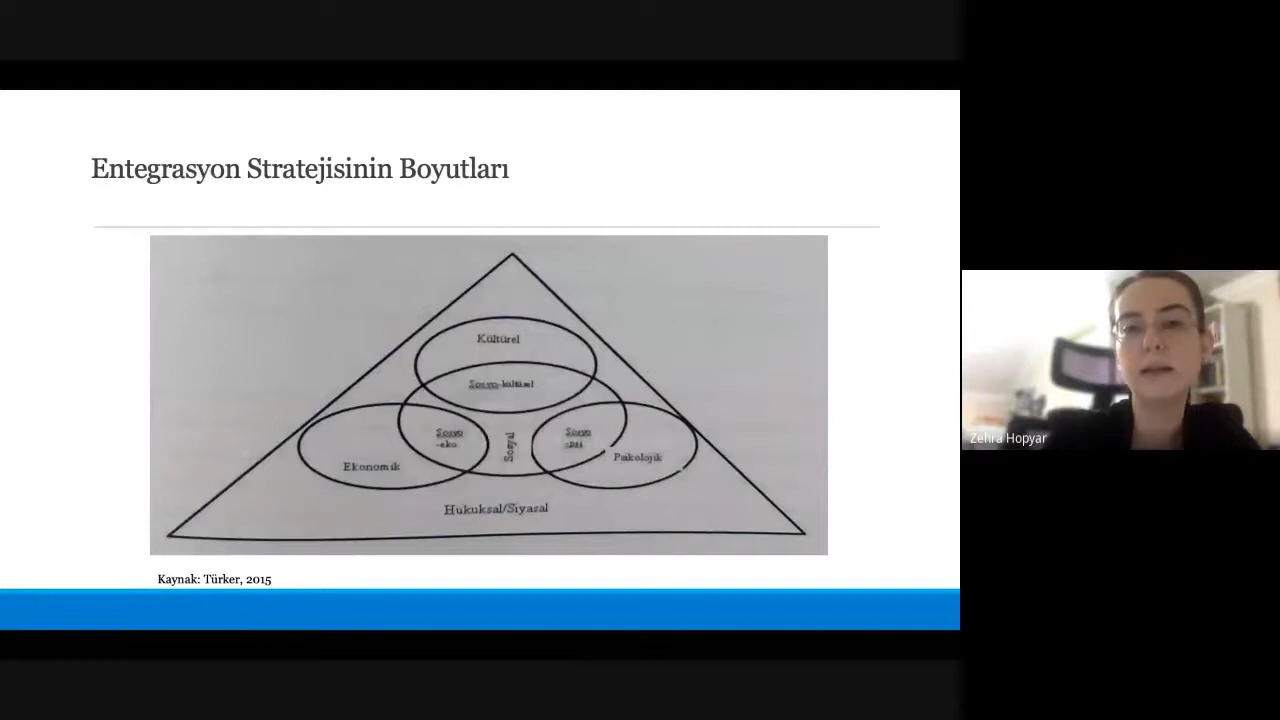 Entegrasyon Stratejisinin Boyutları
Kültürel
Sosyo-kültürel
Sosyo
-eko
Sosyal
Sosyo
-psi
Ekonomik
Psikolojik
Hukuksal/Siyasal
Kaynak: Türker, 2015
Zehra Hopyar